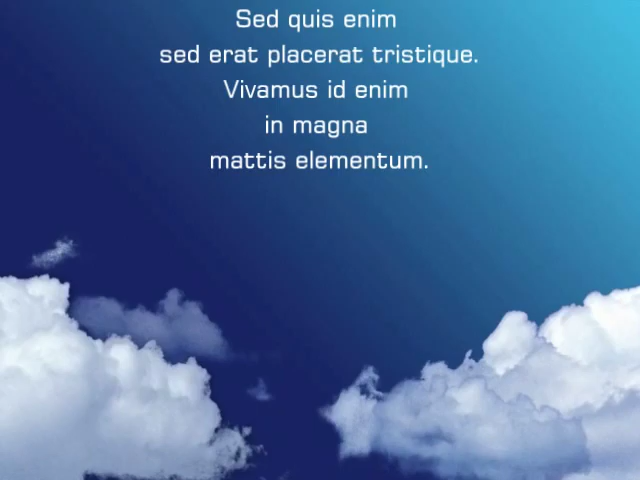 Sed quis enim
sed erat placerat tristique.
Vivamus id enim
in magna
mattis elementum.